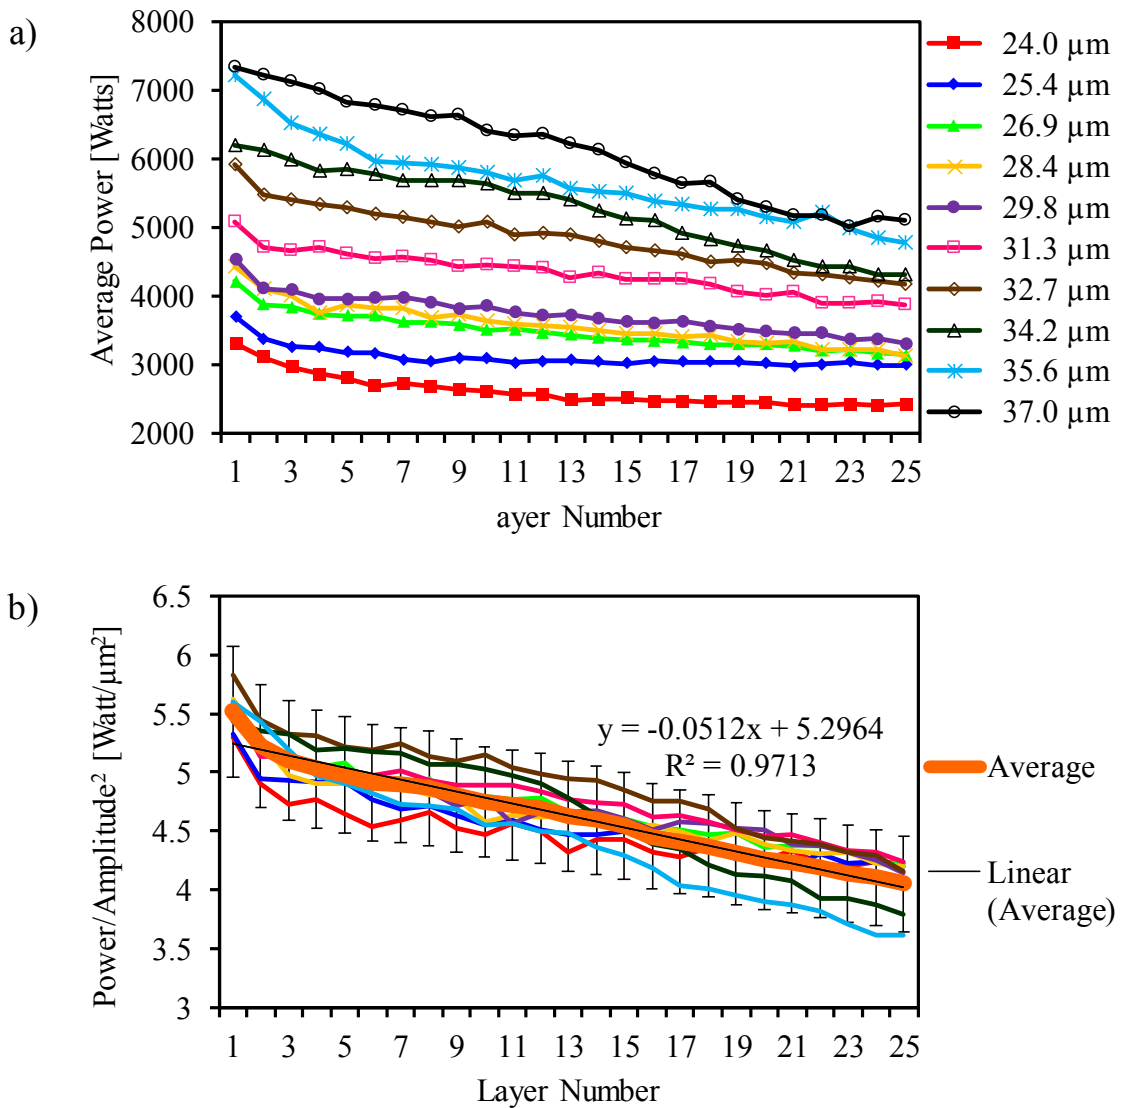 a)
8000
7000
6000
5000
4000
3000
2000
Average Power [Watts]
1 3 5 7 9 11 13 15 17 19 21 23 25
ayer Number
24.0 µm
25.4 µm
26.9 µm
28.4 µm
29.8 µm
31.3 µm
32.7 µm
34.2 µm
35.6 µm
37.0 µm
b)
6.5
6
5.5
5
4.5
4
3.5
3
Power/Amplitude² [Watt/µm²]
y = -0.0512x + 5.2964
R² = 0.9713
1 3 5 7 9 11 13 15 17 19 21 23 25
Layer Number
Average
Linear
(Average)